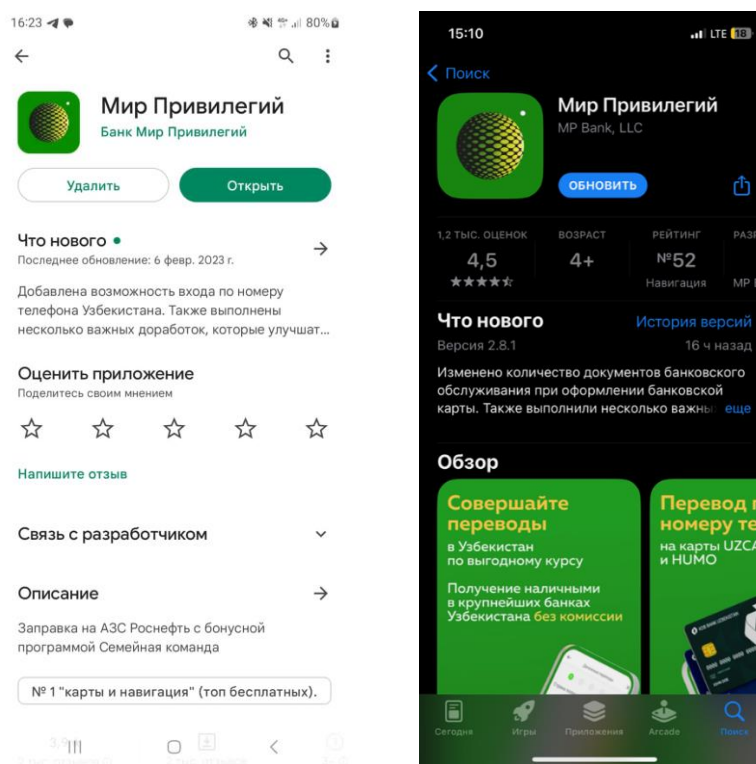 16:23
80%
Мир Привилегий
Банк Мир Привилегий
Удалить
Открыть
Что нового
Последнее обновление: 6 февр. 2023 г.
Добавлена возможность входа по номеру
телефона Узбекистана. Также выполнены
несколько важных доработок, которые улучшат...
Оценить приложение
Поделитесь своим мнением
Напишите отзыв
Связь с разработчиком
Описание
Заправка на АЗС Роснефть с бонусной
программой Семейная команда
№ 1 "карты и навигация" (топ бесплатных).
15:10
LTE 18
Поиск
Мир Привилегий
MP Bank, LLC
ОБНОВИТЬ
1,2 ТЫС. ОЦЕНОК
4,5
ВОЗРАСТ
4+
РЕЙТИНГ
№52
Навигация
РАЗР
MP
Что нового
История версий
Версия 2.8.1
16 ч назад
Изменено количество документов банковского
обслуживания при оформлении банковской
карты. Также выполнили несколько важны
еще
Обзор
Совершайте
переводы
в Узбекистан
по выгодному курсу
Получение наличными
в крупнейших банках
Узбекистана без комиссии
Перевод
номеру те
на карты UZCA
и HUMO
Сегодня
Игры
Приложения
Arcade
Поиск